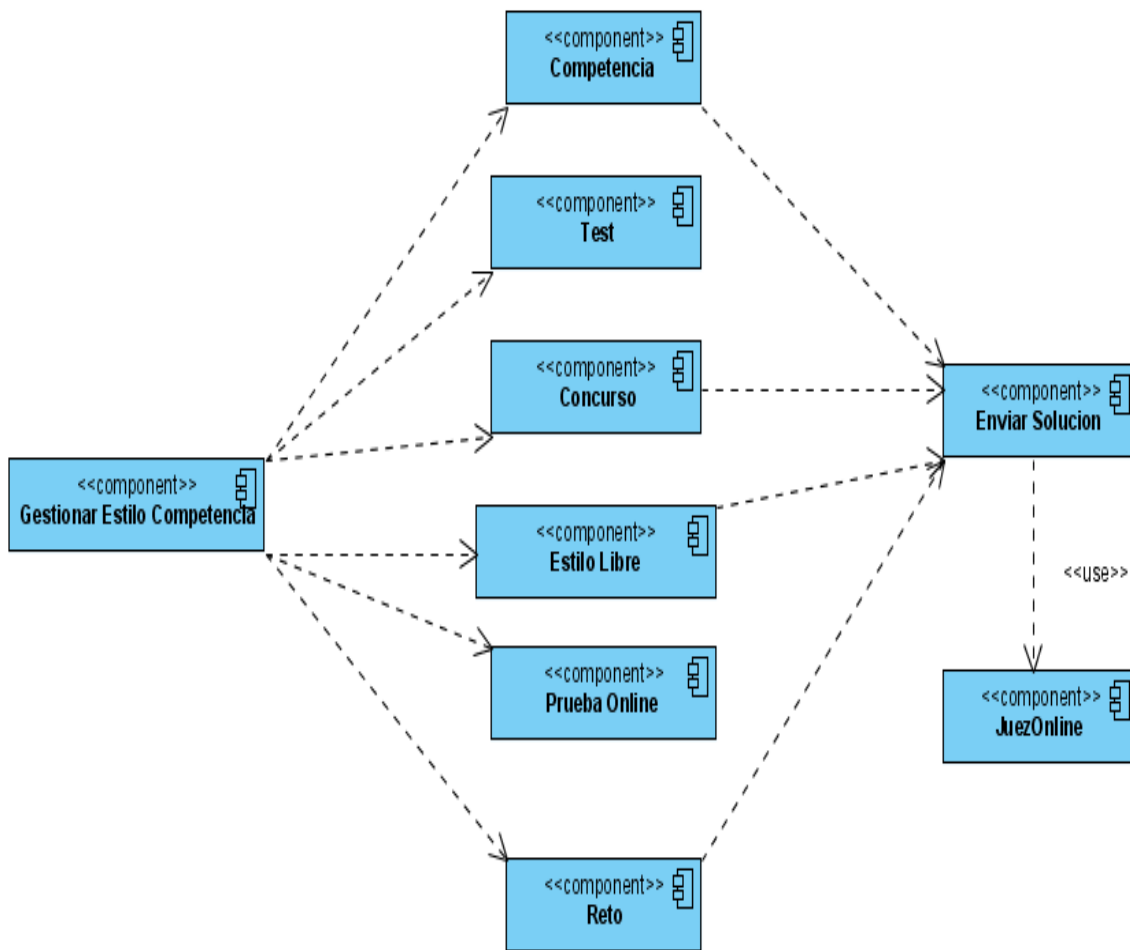 <<component>>
Competencia
<<component>>
Test
<<component>>
Concurso
<<component>>
Enviar Solucion
<<component>>
Gestionar Estilo Competencia
<<component>>
Estilo Libre
<<use>>
<<component>>
Prueba Online
<<component>>
JuezOnline
<<component>>
Reto